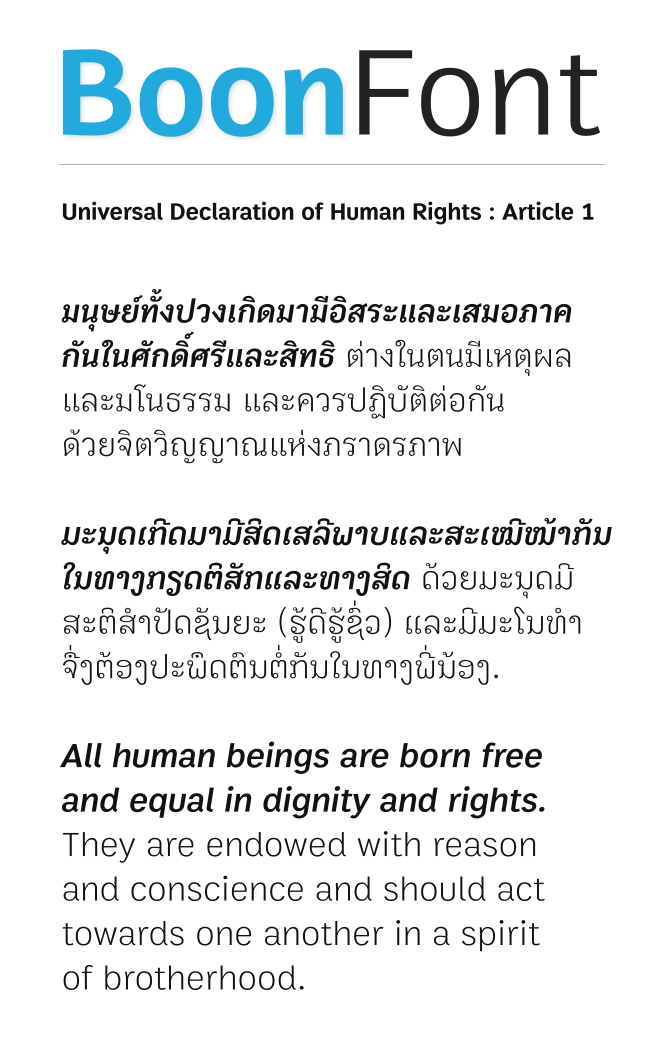 BoonFont
Universal Declaration of Human Rights : Article 1
มนุษย์ทั้งปวงเกิดมามีอิสระและเสมอภาค
กันในศักดิ์ศรีและสิทธิ ต่างในตนมีเหตุผล
และมโนธรรม และควรปฏิบัติต่อกัน
ด้วยจิตวิญญาณแห่งภราดรภาพ
ມະນຸດເກີດມາມີສິດເສລີພາບແລະສະເໝີໜ້າກັນ
ໃນທາງກຽດຕິສັກແລະທາງສິດ ດ້ວຍມະນຸດມີ
ສະຕິສຳປັດຊັນຍະ (ຮູ້ດີຮູ້ຊົ່ວ) ແລະມີມະໂນທຳ
ຈຶ່ງຕ້ອງປະພຶດຕົນຕໍ່ກັນໃນທາງພີ່ນ້ອງ.
All human beings are born free
and equal in dignity and rights.
They are endowed with reason
and conscience and should act
towards one another in a spirit
of brotherhood.